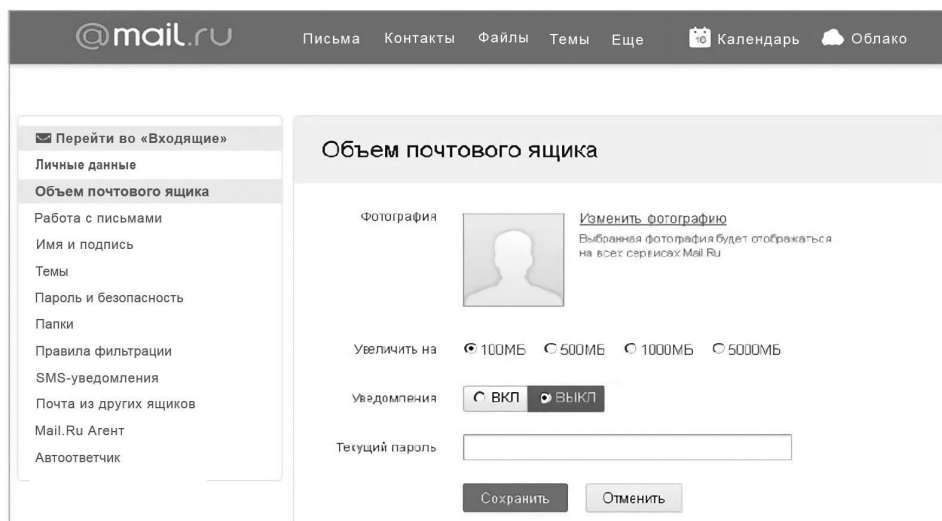 @mail.ru Письма Контакты Файлы Темы Еще 16 Календарь Облако
Перейти во «Входящие»
Личные данные
Объем почтового ящика
Работа с письмами
Имя и подпись
Темы
Пароль и безопасность
Папки
Правила фильтрации
SMS-уведомления
Почта из других ящиков
Mail.Ru Агент
Автоответчик
Объем почтового ящика
Фотография
Изменить фотографию
Выбранная фотография будет отображаться
на всех сервисах Mail Ru
Увеличить на 100МБ 500МБ 1000МБ 5000МБ
Уведомления ВКЛ ВЫКЛ
Текущий пароль
Сохранить Отменить